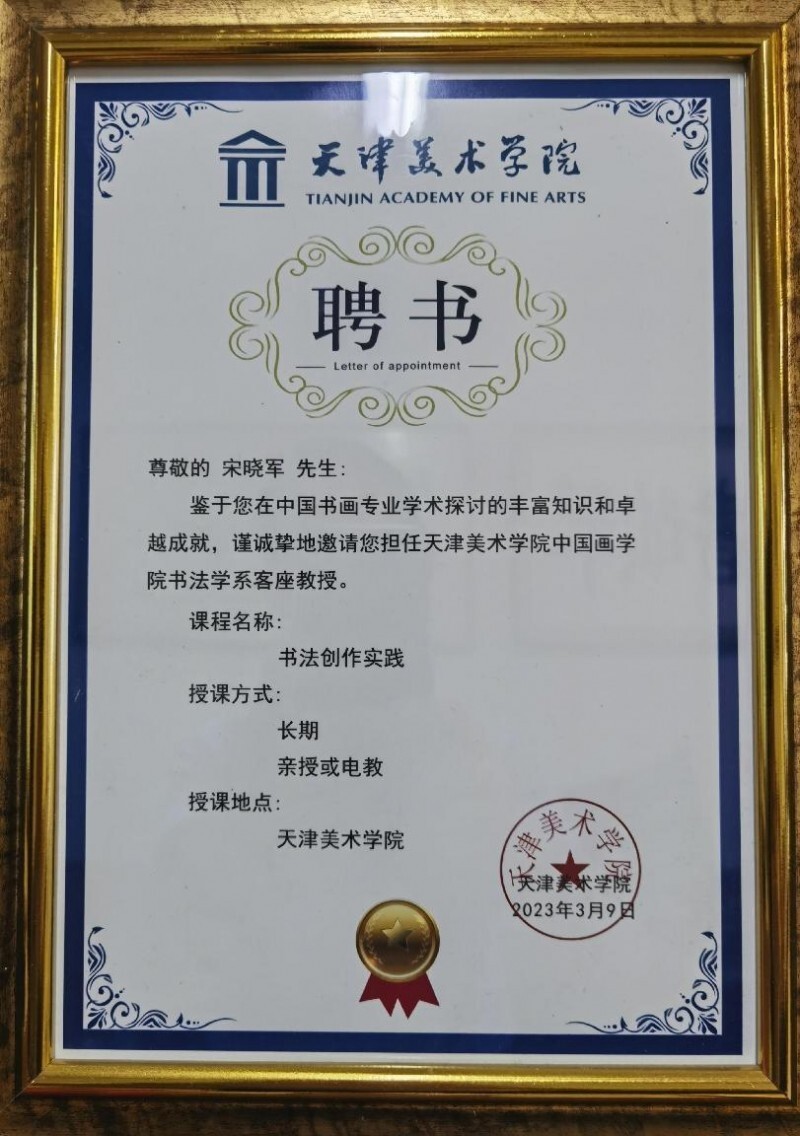 天津美术学院
TIANJIN ACADEMY OF FINE ARTS
聘书
Letter of appointment
尊敬的 宋晓军 先生:
鉴于您在中国书画专业学术探讨的丰富知识和卓
越成就，谨诚挚地邀请您担任天津美术学院中国画学
院书法学系客座教授。
课程名称:
书法创作实践
授课方式:
长期
亲授或电教
授课地点:
天津美术学院
天津美术学院
天津美术学院
2023年3月9日